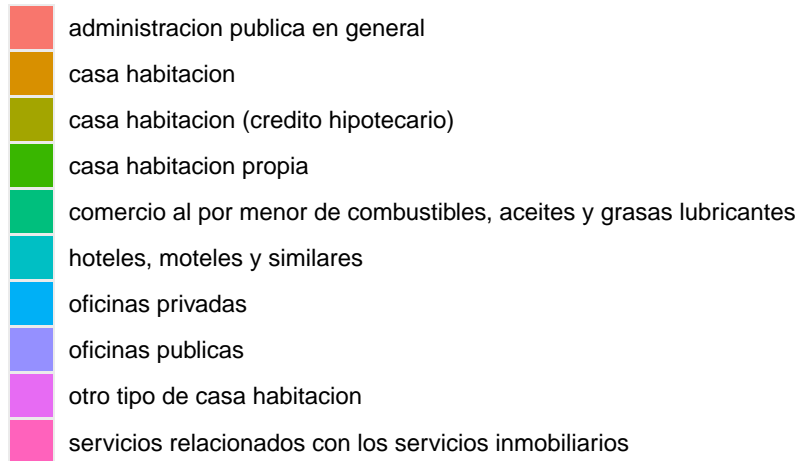 administracion publica en general
casa habitacion
casa habitacion (credito hipotecario)
casa habitacion propia
comercio al por menor de combustibles, aceites y grasas lubricantes
hoteles, moteles y similares
oficinas privadas
oficinas publicas
otro tipo de casa habitacion
servicios relacionados con los servicios inmobiliarios